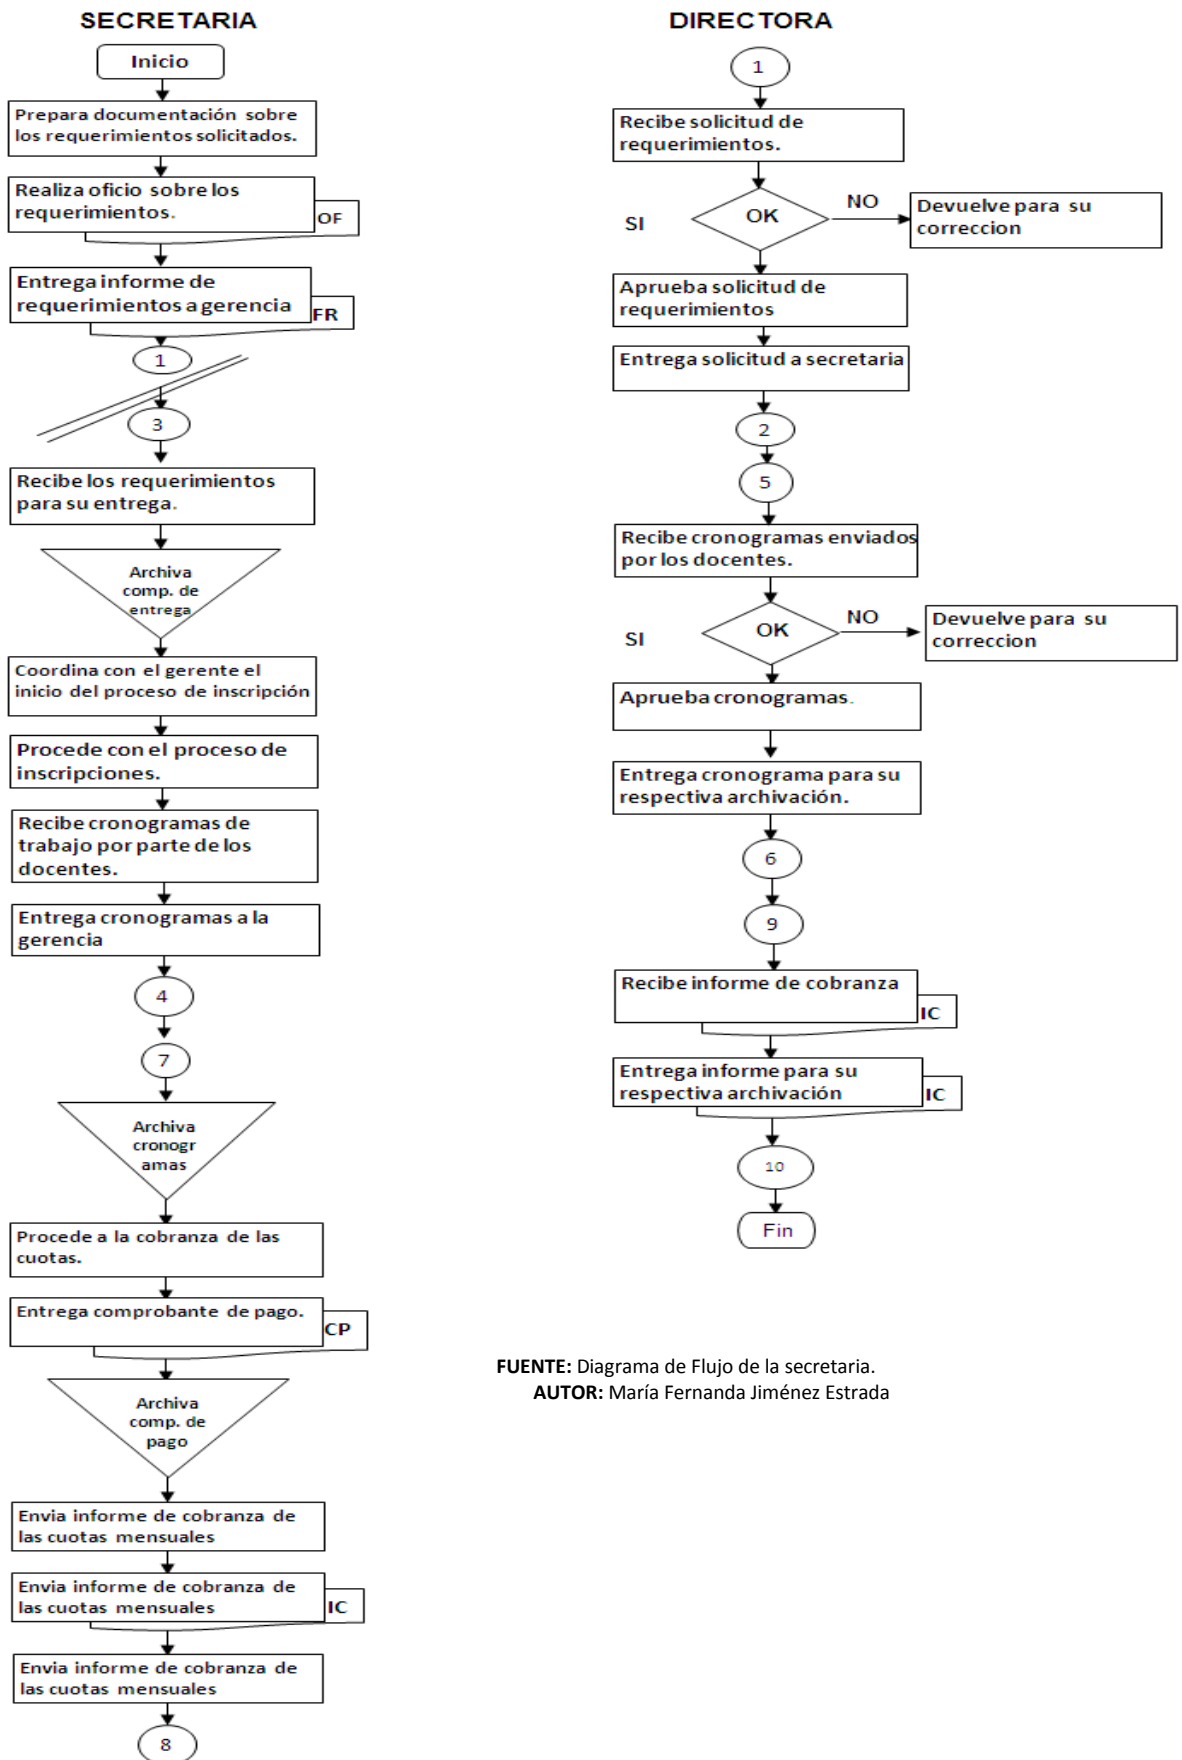 SECRETARIA
Inicio
Prepara documentación sobre
los requerimientos solicitados.
Realiza oficio sobre los
requerimientos.
OF
Entrega informe de
requerimientos a gerencia
FR
1
3
Recibe los requerimientos
para su entrega.
Archiva
comp. de
entrega
Coordina con el gerente el
inicio del proceso de inscripción
Procede con el proceso de
inscripciones.
Recibe cronogramas de
trabajo por parte de los
docentes.
Entrega cronogramas a la
gerencia
4
7
Archiva
cronogr
amas
Procede a la cobranza de las
cuotas.
Entrega comprobante de pago.
CP
Archiva
comp. de
pago
Envia informe de cobranza de
las cuotas mensuales
Envia informe de cobranza de
las cuotas mensuales
IC
Envia informe de cobranza de
las cuotas mensuales
8
DIRECTORA
1
Recibe solicitud de
requerimientos.
SI
OK
NO
Devuelve para su
correccion
Aprueba solicitud de
requerimientos
Entrega solicitud a secretaria
2
5
Recibe cronogramas enviados
por los docentes.
SI
OK
NO
Devuelve para su
correccion
Aprueba cronogramas.
Entrega cronograma para su
respectiva archivación.
6
9
Recibe informe de cobranza
IC
Entrega informe para su
respectiva archivación
IC
10
Fin
FUENTE: Diagrama de Flujo de la secretaria.
AUTOR: María Fernanda Jiménez Estrada